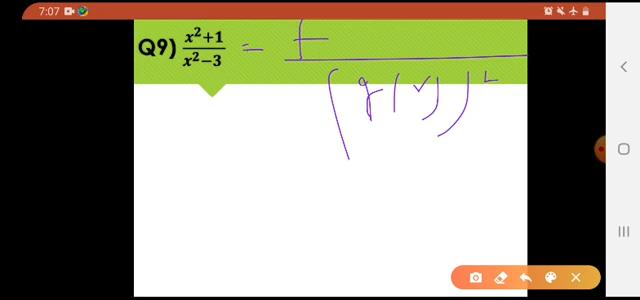 7:07
Q9) x²+1 / x²−3 =
(g(x))²